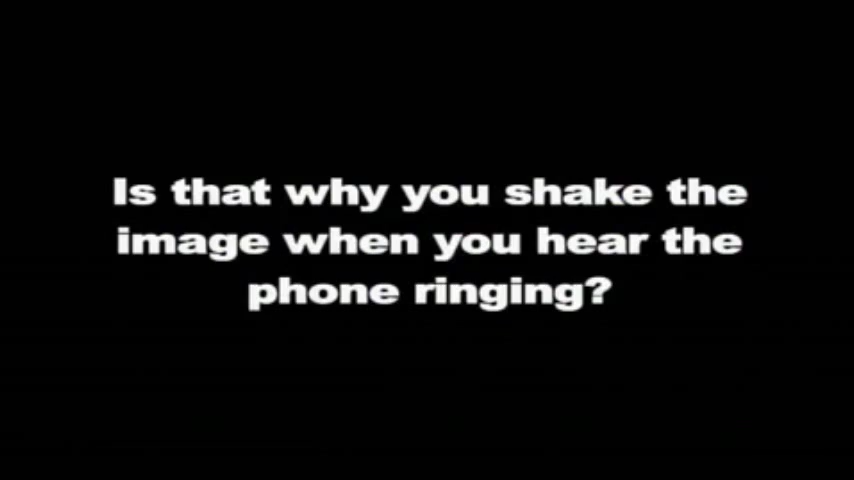 Is that why you shake the
image when you hear the
phone ringing?